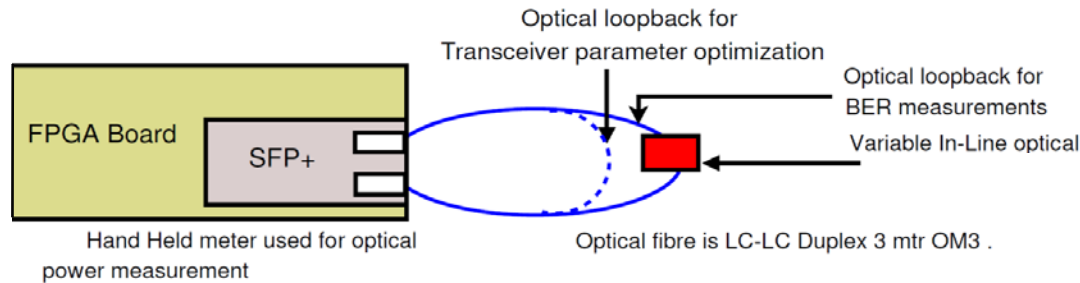 Optical loopback for
Transceiver parameter optimization
Optical loopback for
BER measurements
FPGA Board
SFP+
Variable In-Line optical
Hand Held meter used for optical
power measurement
Optical fibre is LC-LC Duplex 3 mtr OM3 .